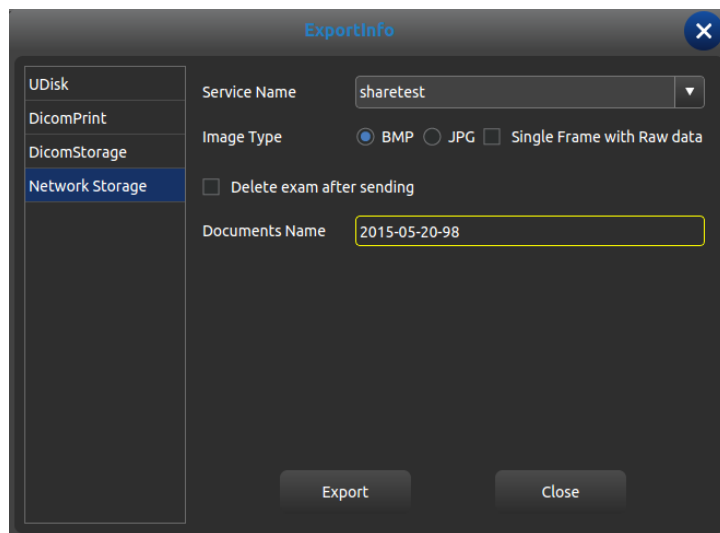 ExportInfo
UDisk
DicomPrint
DicomStorage
Network Storage
Service Name sharetest
Image Type BMP JPG Single Frame with Raw data
Delete exam after sending
Documents Name 2015-05-20-98
Export Close